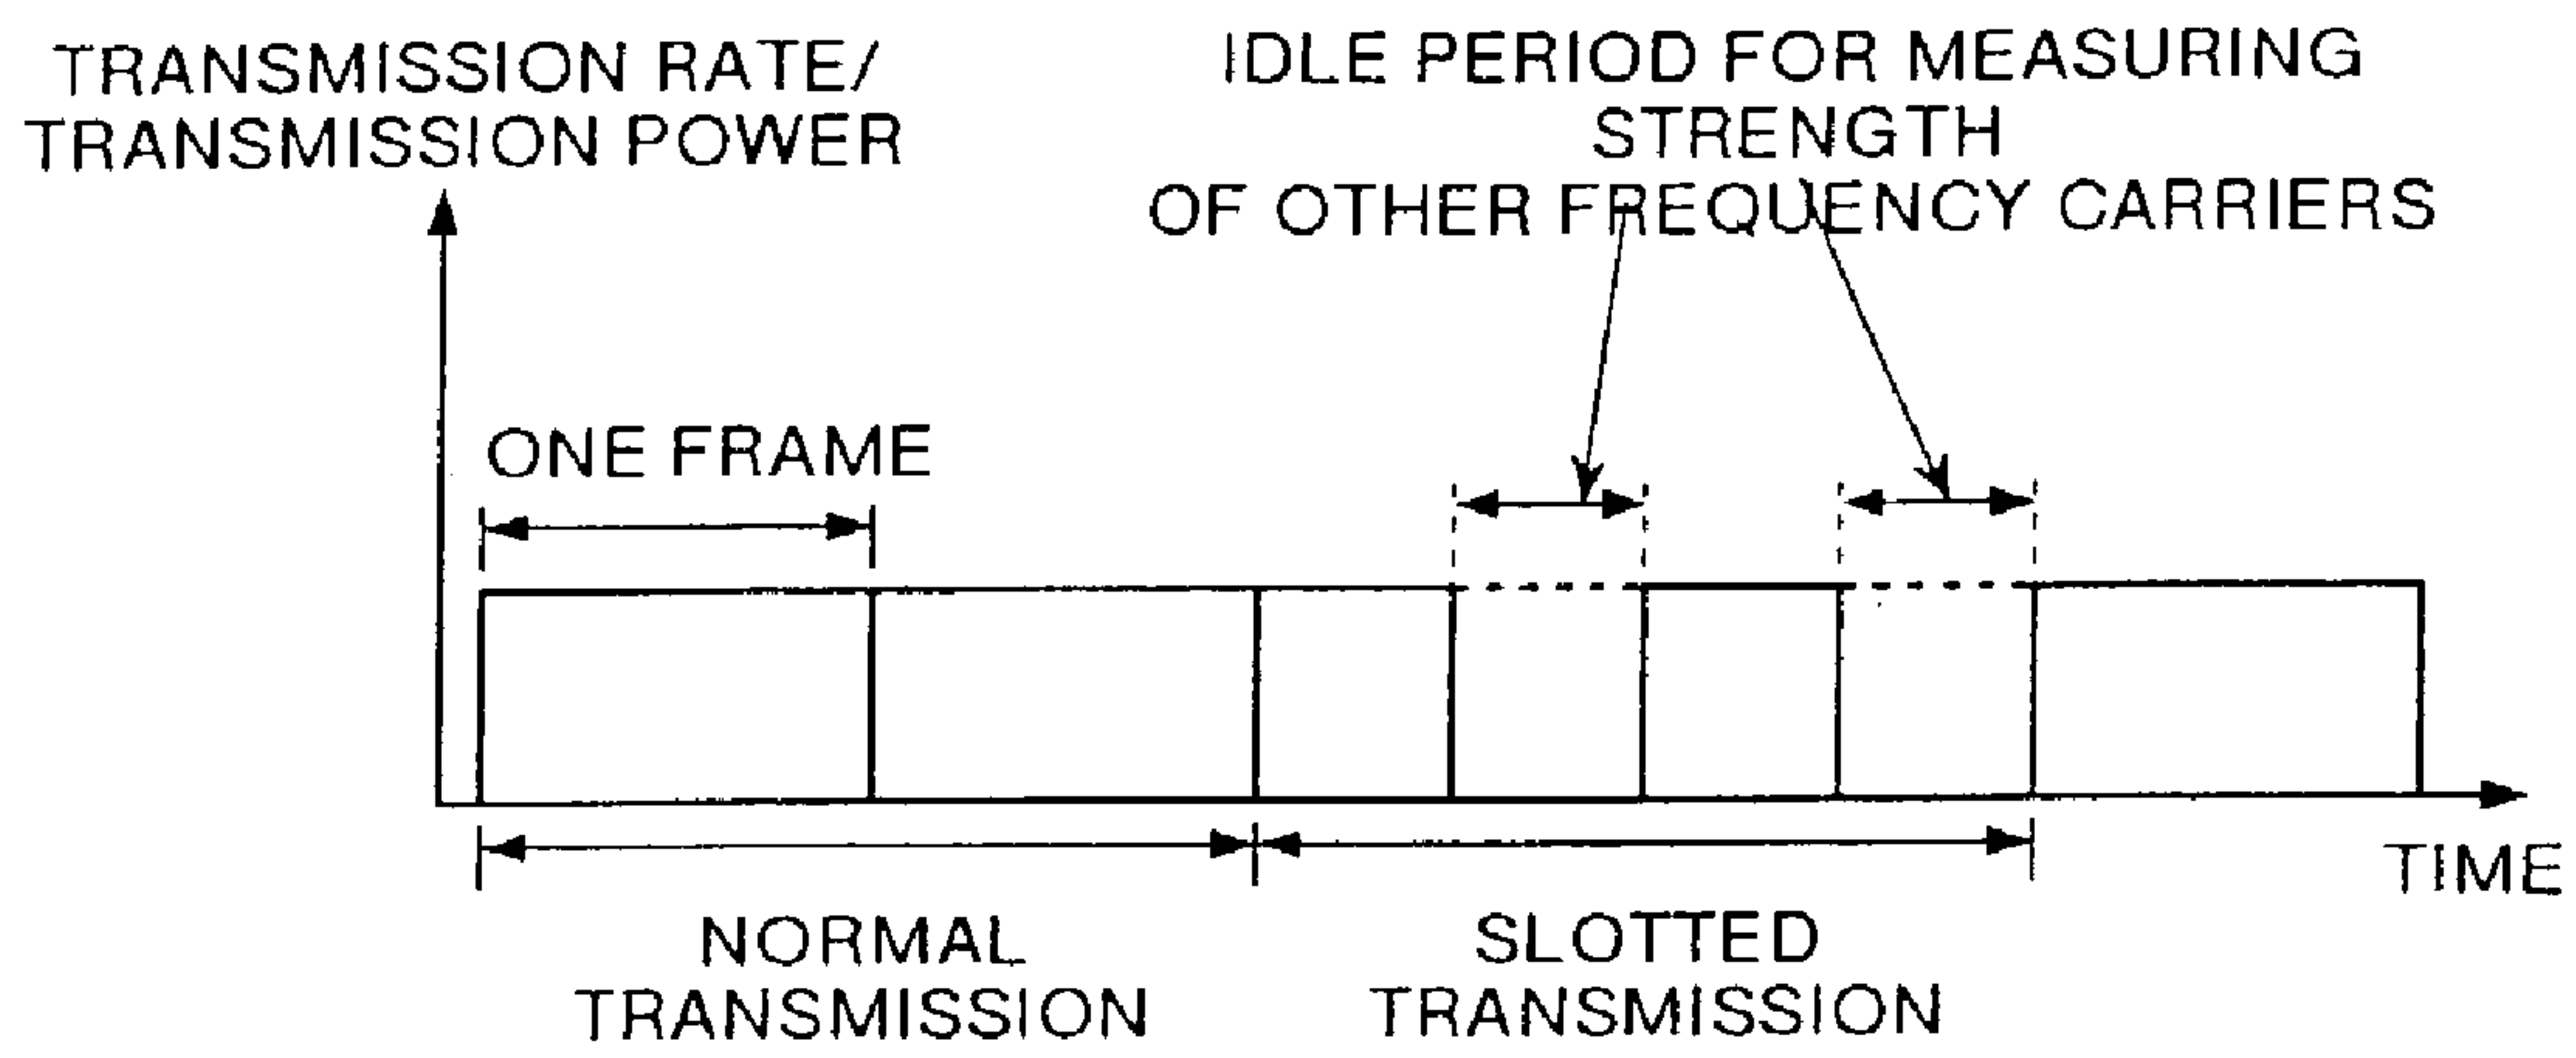 TRANSMISSION RATE/
TRANSMISSION POWER
IDLE PERIOD FOR MEASURING
STRENGTH
OF OTHER FREQUENCY CARRIERS
ONE FRAME
TIME
NORMAL
TRANSMISSION
SLOTTED
TRANSMISSION